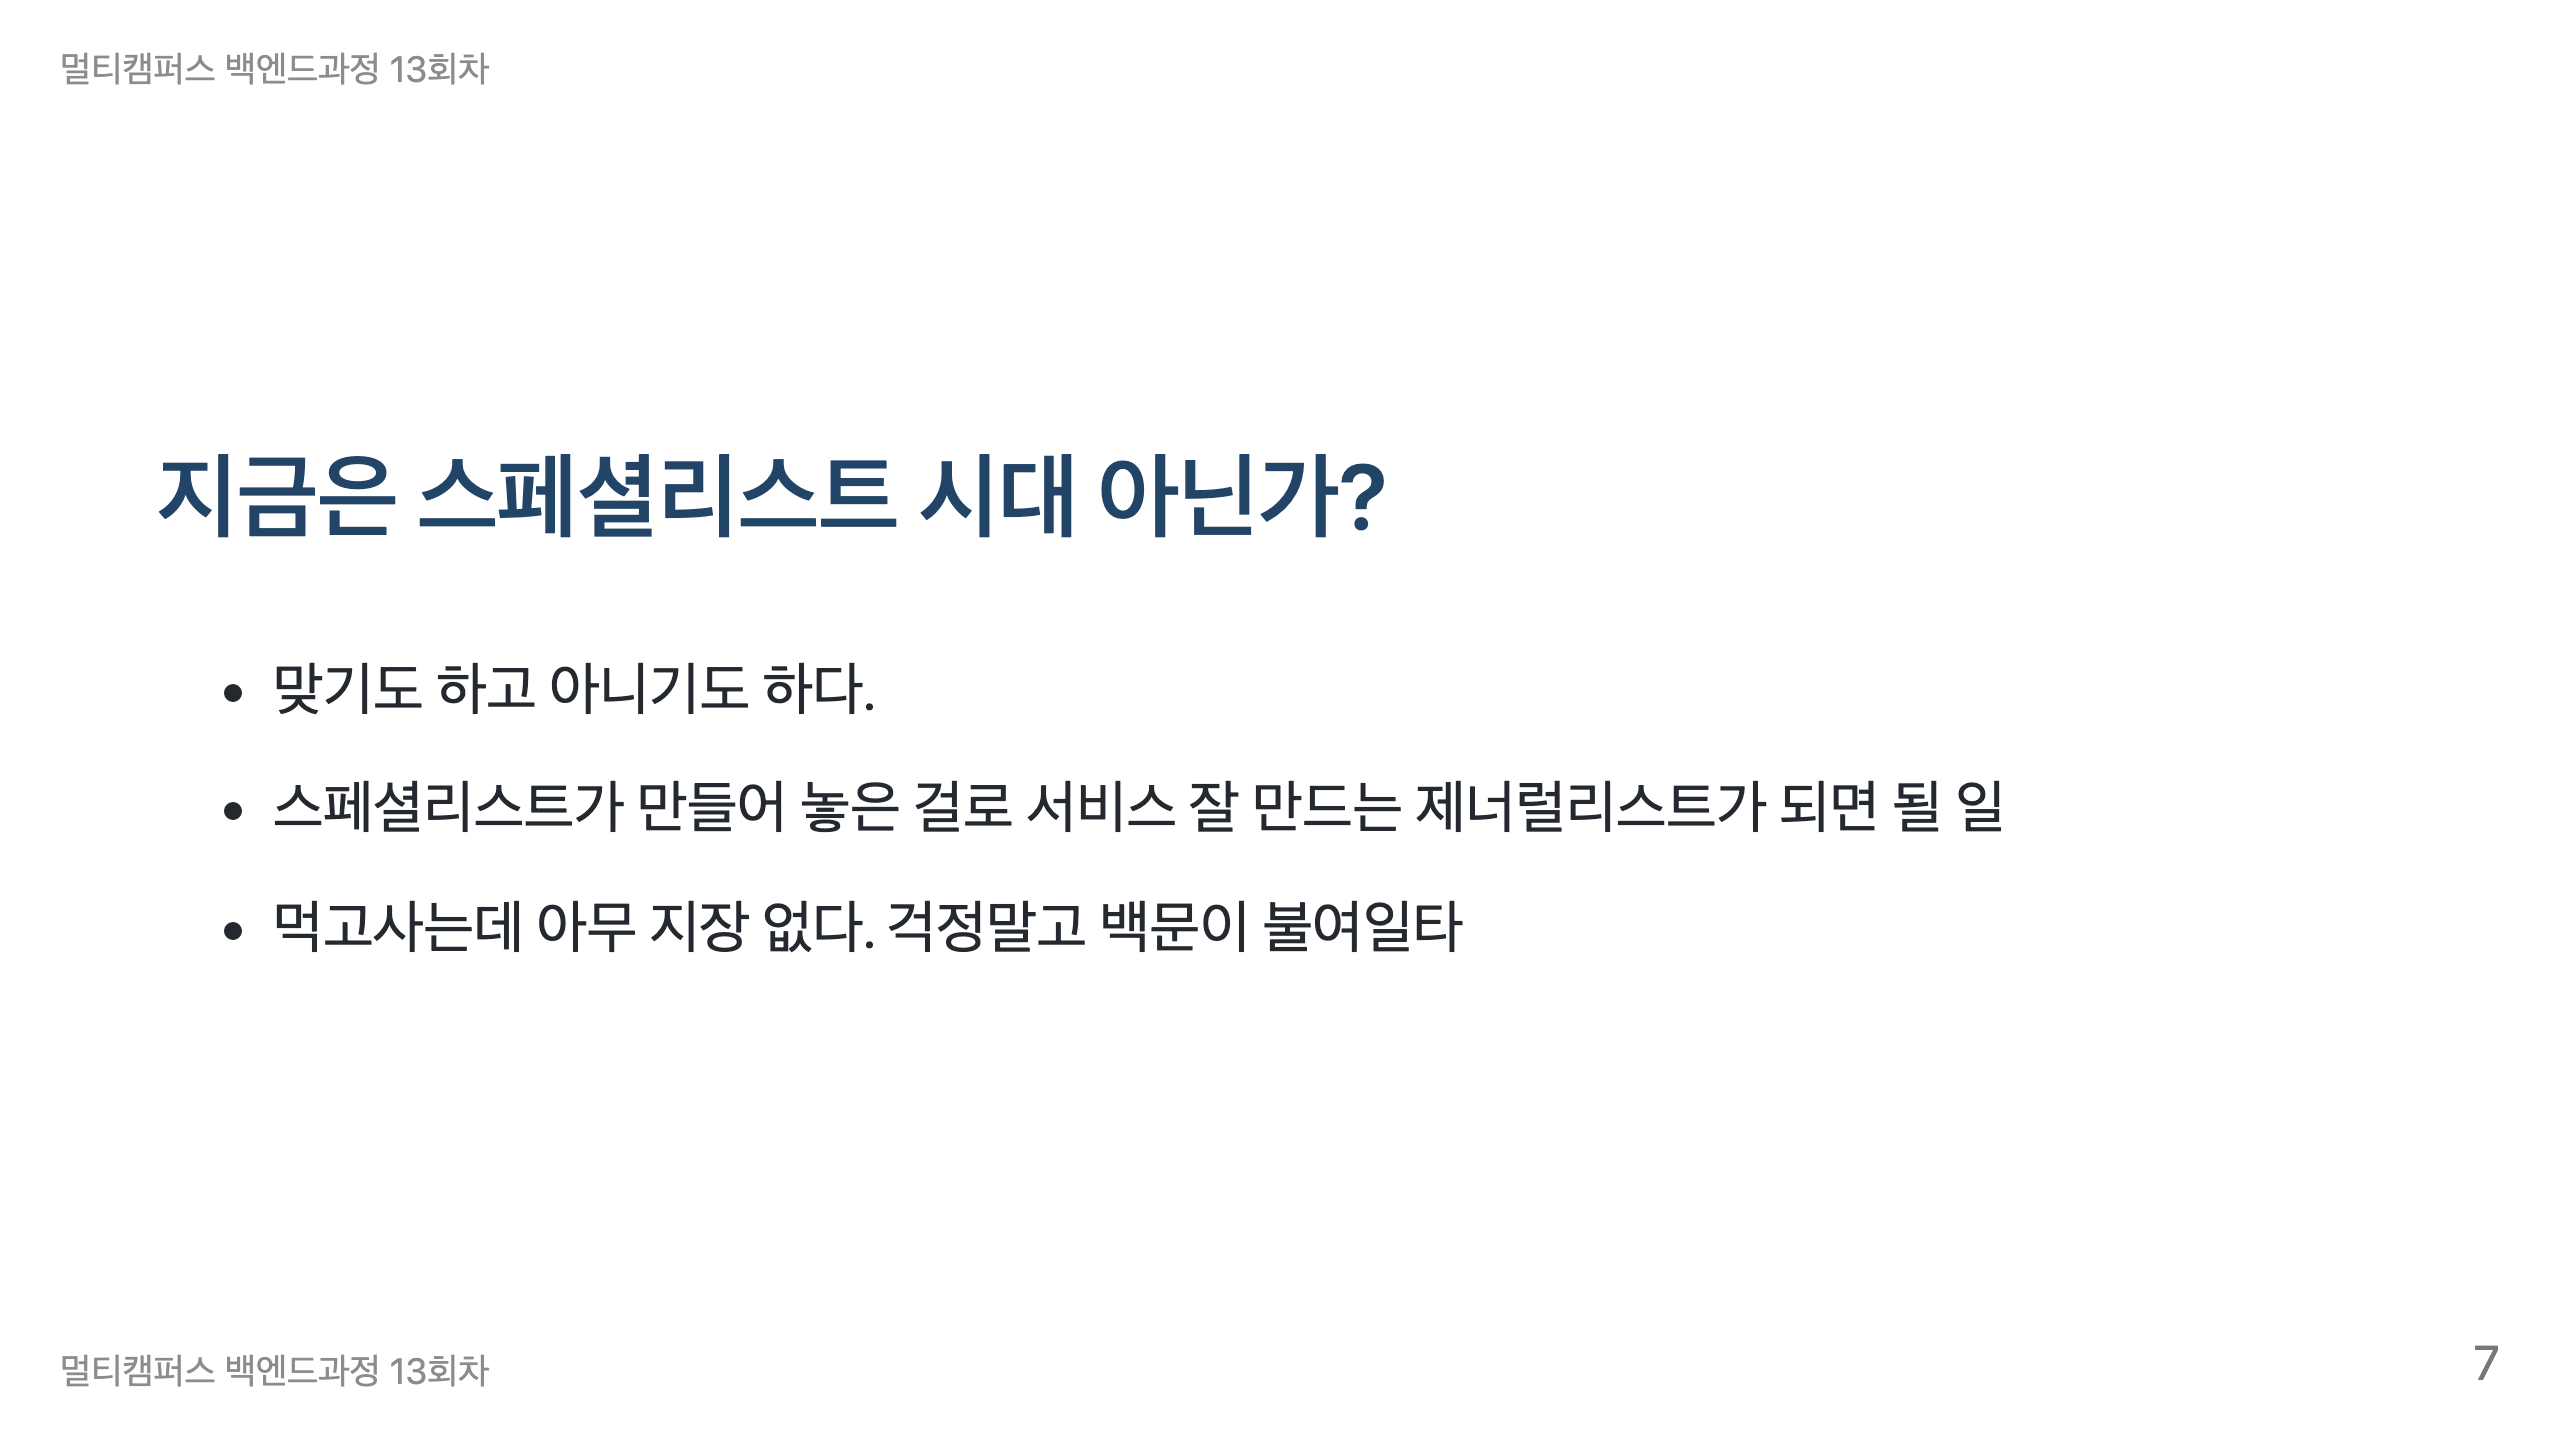 멀티캠퍼스 백엔드과정 13회차
지금은 스페셜리스트 시대 아닌가?
• 맞기도 하고 아니기도 하다.
• 스페셜리스트가 만들어 놓은 걸로 서비스 잘 만드는 제너럴리스트가 되면 될 일
• 먹고사는데 아무 지장 없다. 걱정말고 백문이 불여일타
멀티캠퍼스 백엔드과정 13회차
7